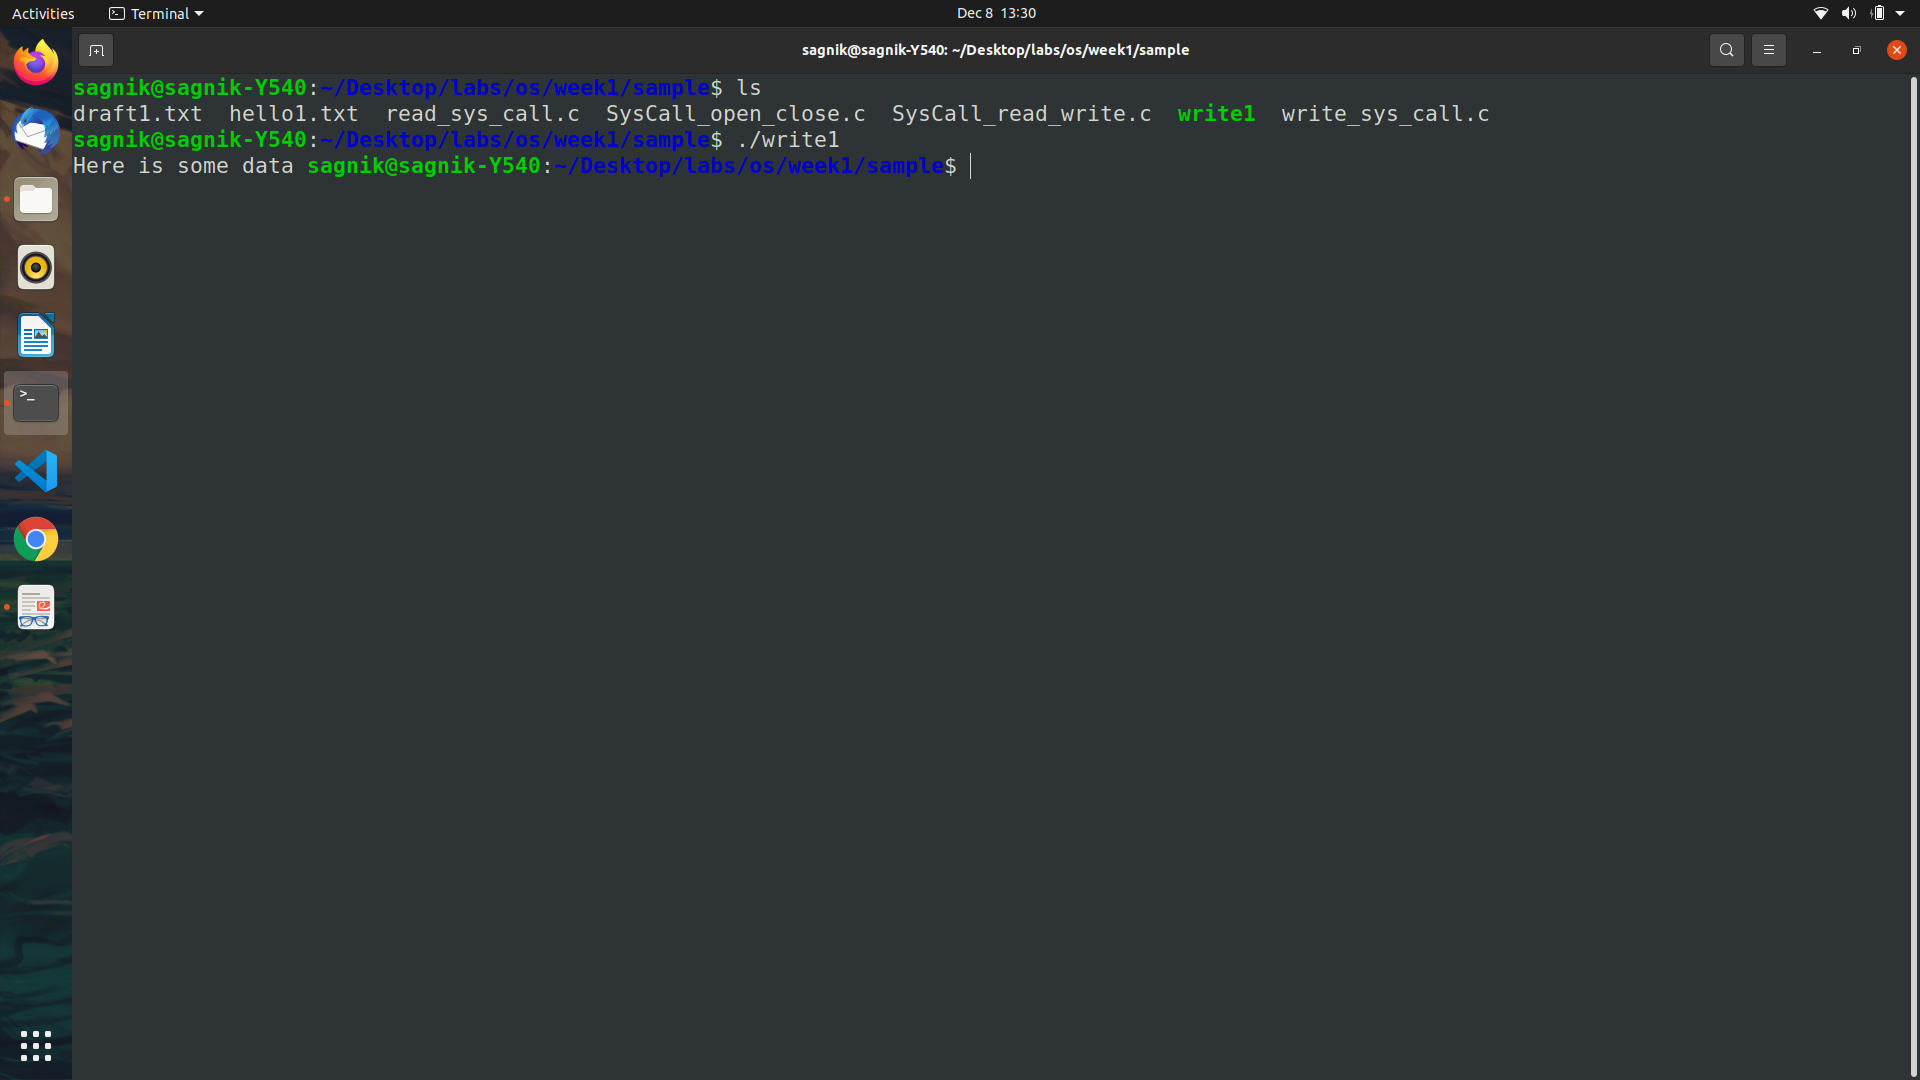 Activities Terminal Dec 8 13:30
sagnik@sagnik-Y540: ~/Desktop/labs/os/week1/sample
sagnik@sagnik-Y540:~/Desktop/labs/os/week1/sample$ ls
draft1.txt hello1.txt read_sys_call.c SysCall_open_close.c SysCall_read_write.c write1 write_sys_call.c
sagnik@sagnik-Y540:~/Desktop/labs/os/week1/sample$ ./write1
Here is some data sagnik@sagnik-Y540:~/Desktop/labs/os/week1/sample$